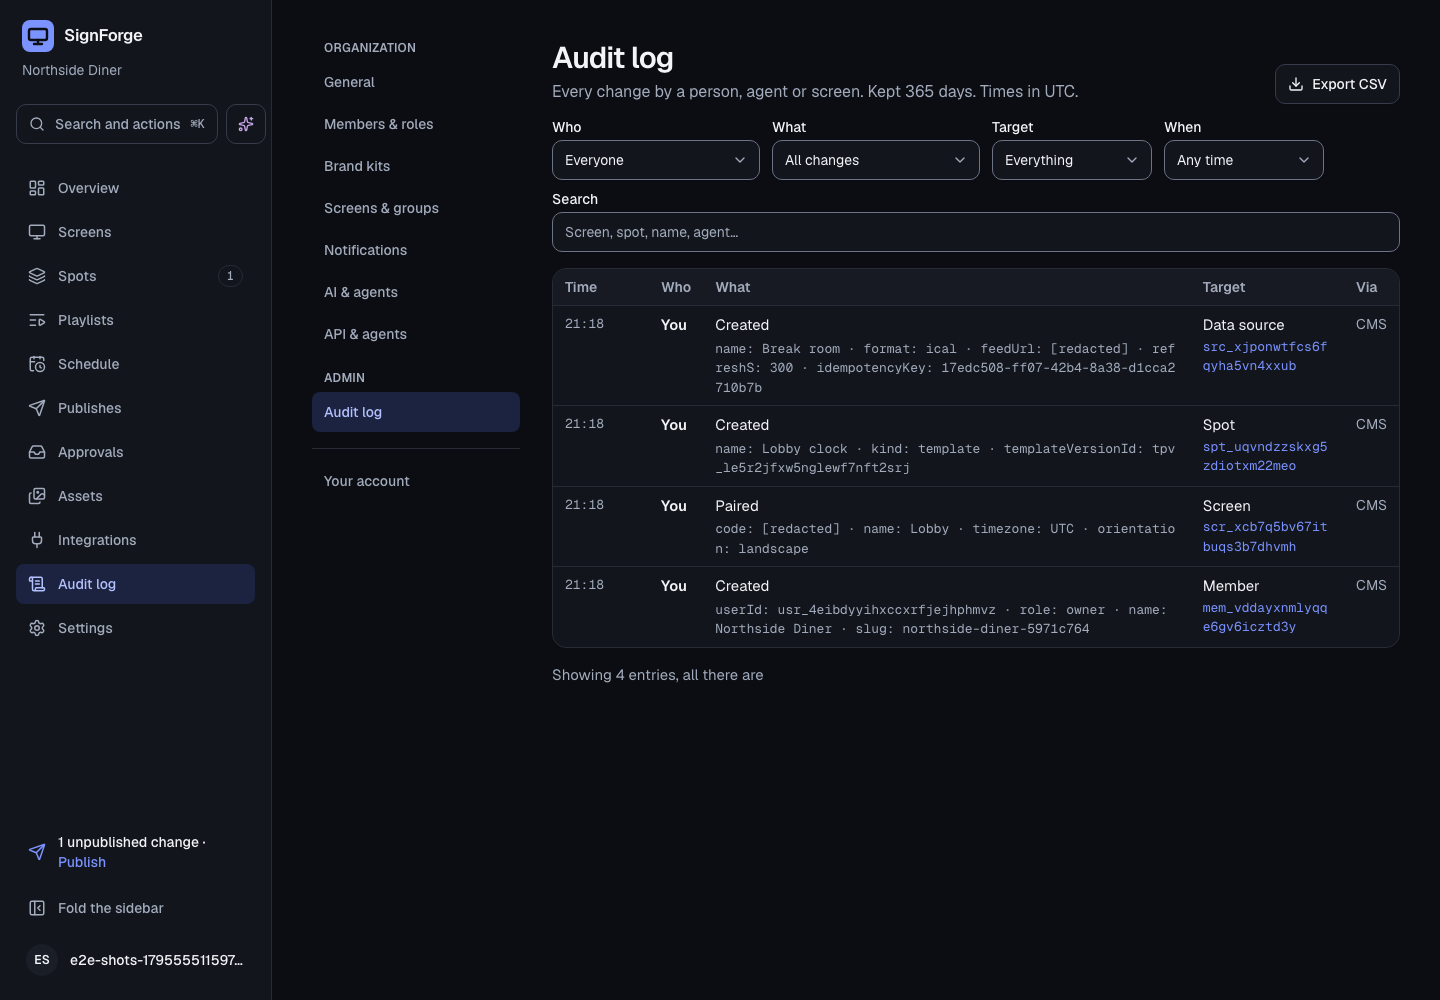 SignForge
Northside Diner
Search and actions ⌘K
Overview
Screens
Spots 1
Playlists
Schedule
Publishes
Approvals
Assets
Integrations
Audit log
Settings
1 unpublished change ·
Publish
Fold the sidebar
ES e2e-shots-179555511597...
ORGANIZATION
General
Members & roles
Brand kits
Screens & groups
Notifications
AI & agents
API & agents
ADMIN
Audit log
Your account
Audit log
Every change by a person, agent or screen. Kept 365 days. Times in UTC.
Export CSV
Who What Target When
Everyone All changes Everything Any time
Search
Screen, spot, name, agent...
Time Who What Target Via
21:18 You Created Data source CMS
name: Break room · format: ical · feedUrl: [redacted] · ref src_xjponwtfcs6f
reshS: 300 · idempotencyKey: 17edc508-ff07-42b4-8a38-d1cca2 qyha5vn4xxub
710b7b
21:18 You Created Spot CMS
name: Lobby clock · kind: template · templateVersionId: tpv spt_uqvndzzskxg5
_le5r2jfxw5nglewf7nft2srj zdiotxm22meo
21:18 You Paired Screen CMS
code: [redacted] · name: Lobby · timezone: UTC · orientatio scr_xcb7q5bv67it
n: landscape buqs3b7dhvmh
21:18 You Created Member CMS
userId: usr_4eibdyyihxccxrfjejhphmvz · role: owner · name: mem_vddayxnmlyqq
Northside Diner · slug: northside-diner-5971c764 e6gv6icztd3y
Showing 4 entries, all there are